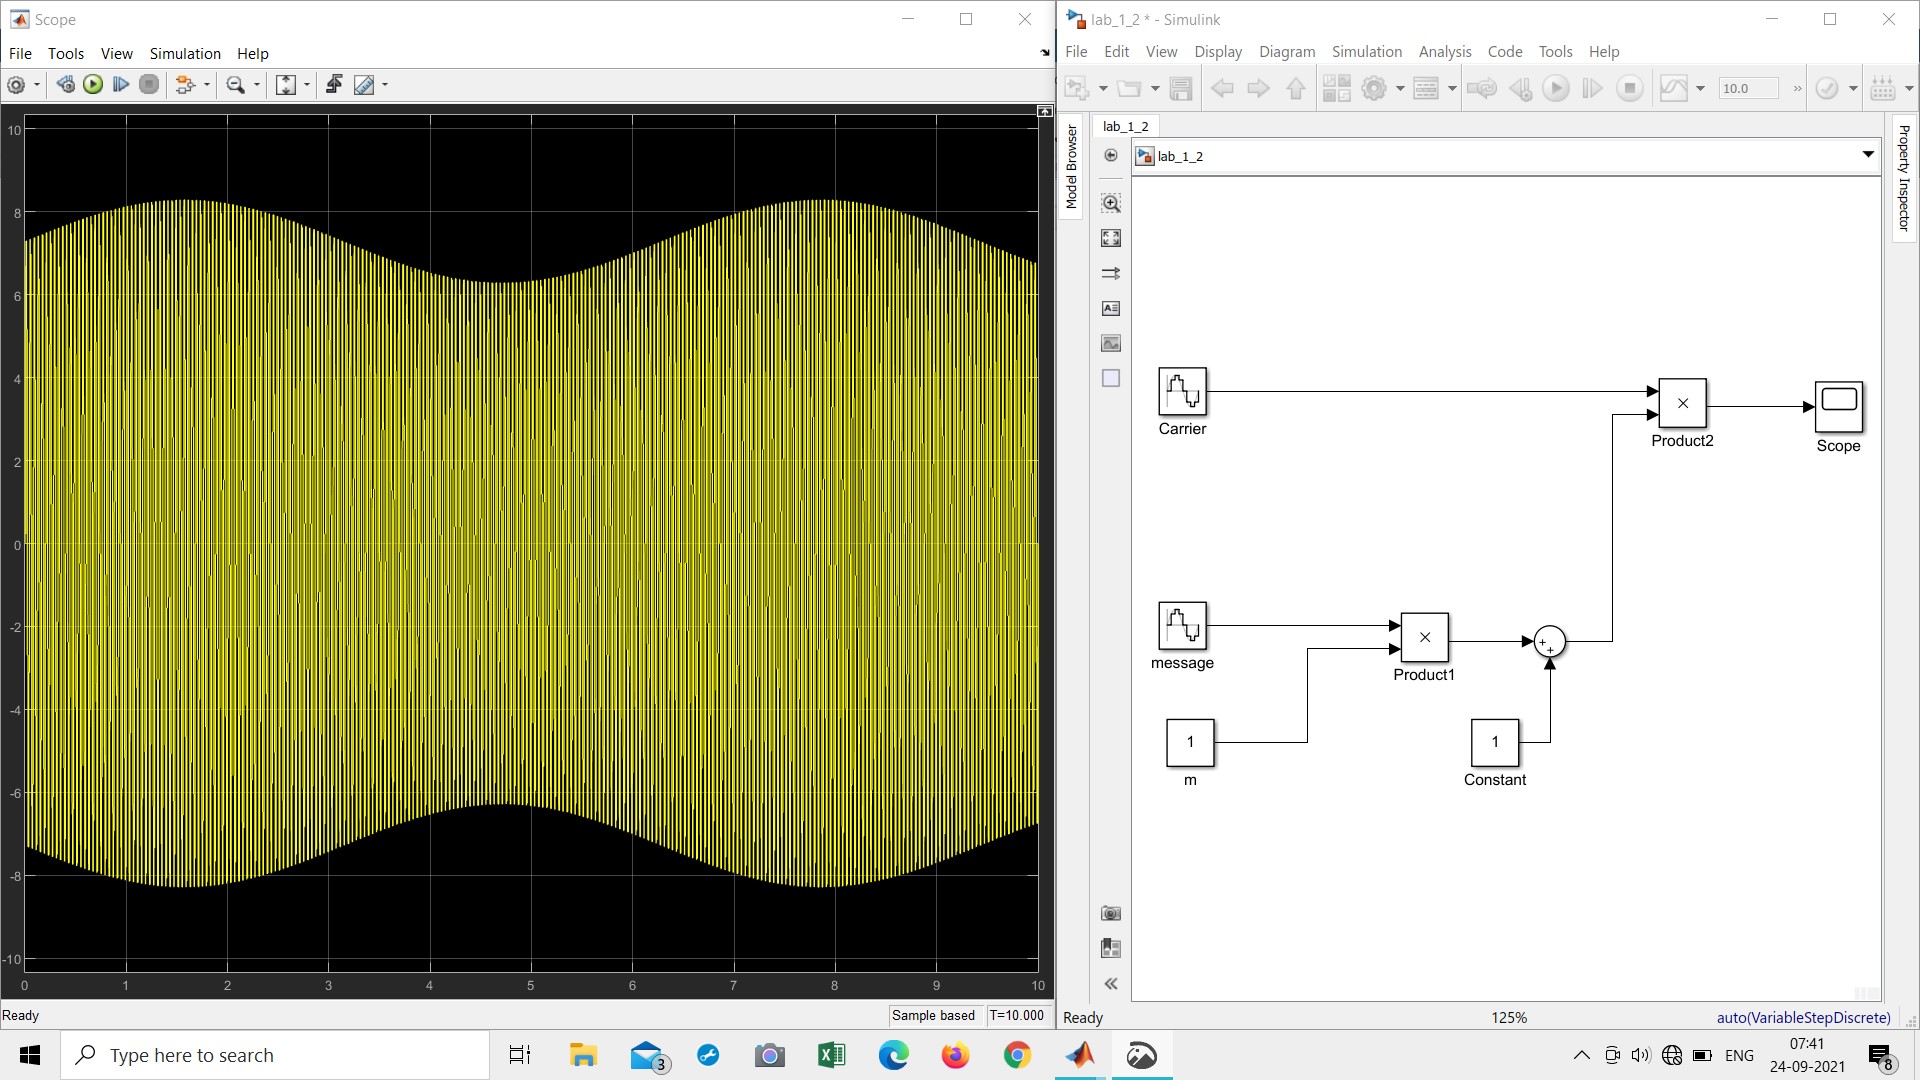 Scope
File Tools View Simulation Help
10
8
6
4
2
0
-2
-4
-6
-8
-10
0 1 2 3 4 5 6 7 8 9 10
Ready
Sample based T=10.000
lab_1_2 * - Simulink
File Edit View Display Diagram Simulation Analysis Code Tools Help
10.0 »
Model Browser
lab_1_2
lab_1_2
Property Inspector
Carrier
×
Product2
Scope
message
×
Product1
+
+
1
m
1
Constant
Ready
125%
auto(VariableStepDiscrete)
Type here to search
3
ENG
07:41
24-09-2021
8